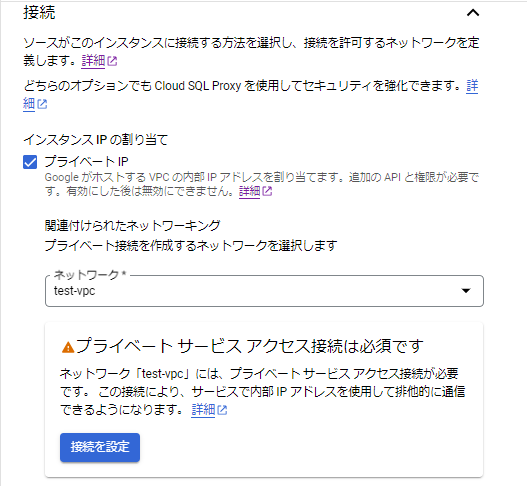 接続
ソースがこのインスタンスに接続する方法を選択し、接続を許可するネットワークを定
義します。詳細
どちらのオプションでも Cloud SQL Proxy を使用してセキュリティを強化できます。詳
細
インスタンス IP の割り当て
プライベート IP
Google がホストする VPC の内部 IP アドレスを割り当てます。追加の API と権限が必要で
す。有効にした後は無効にできません。詳細
関連付けられたネットワーキング
プライベート接続を作成するネットワークを選択します
ネットワーク *
test-vpc
プライベート サービス アクセス接続は必須です
ネットワーク「test-vpc」には、プライベート サービス アクセス接続が必要
です。 この接続により、サービスで内部 IP アドレスを使用して排他的に通信
できるようになります。 詳細
接続を設定